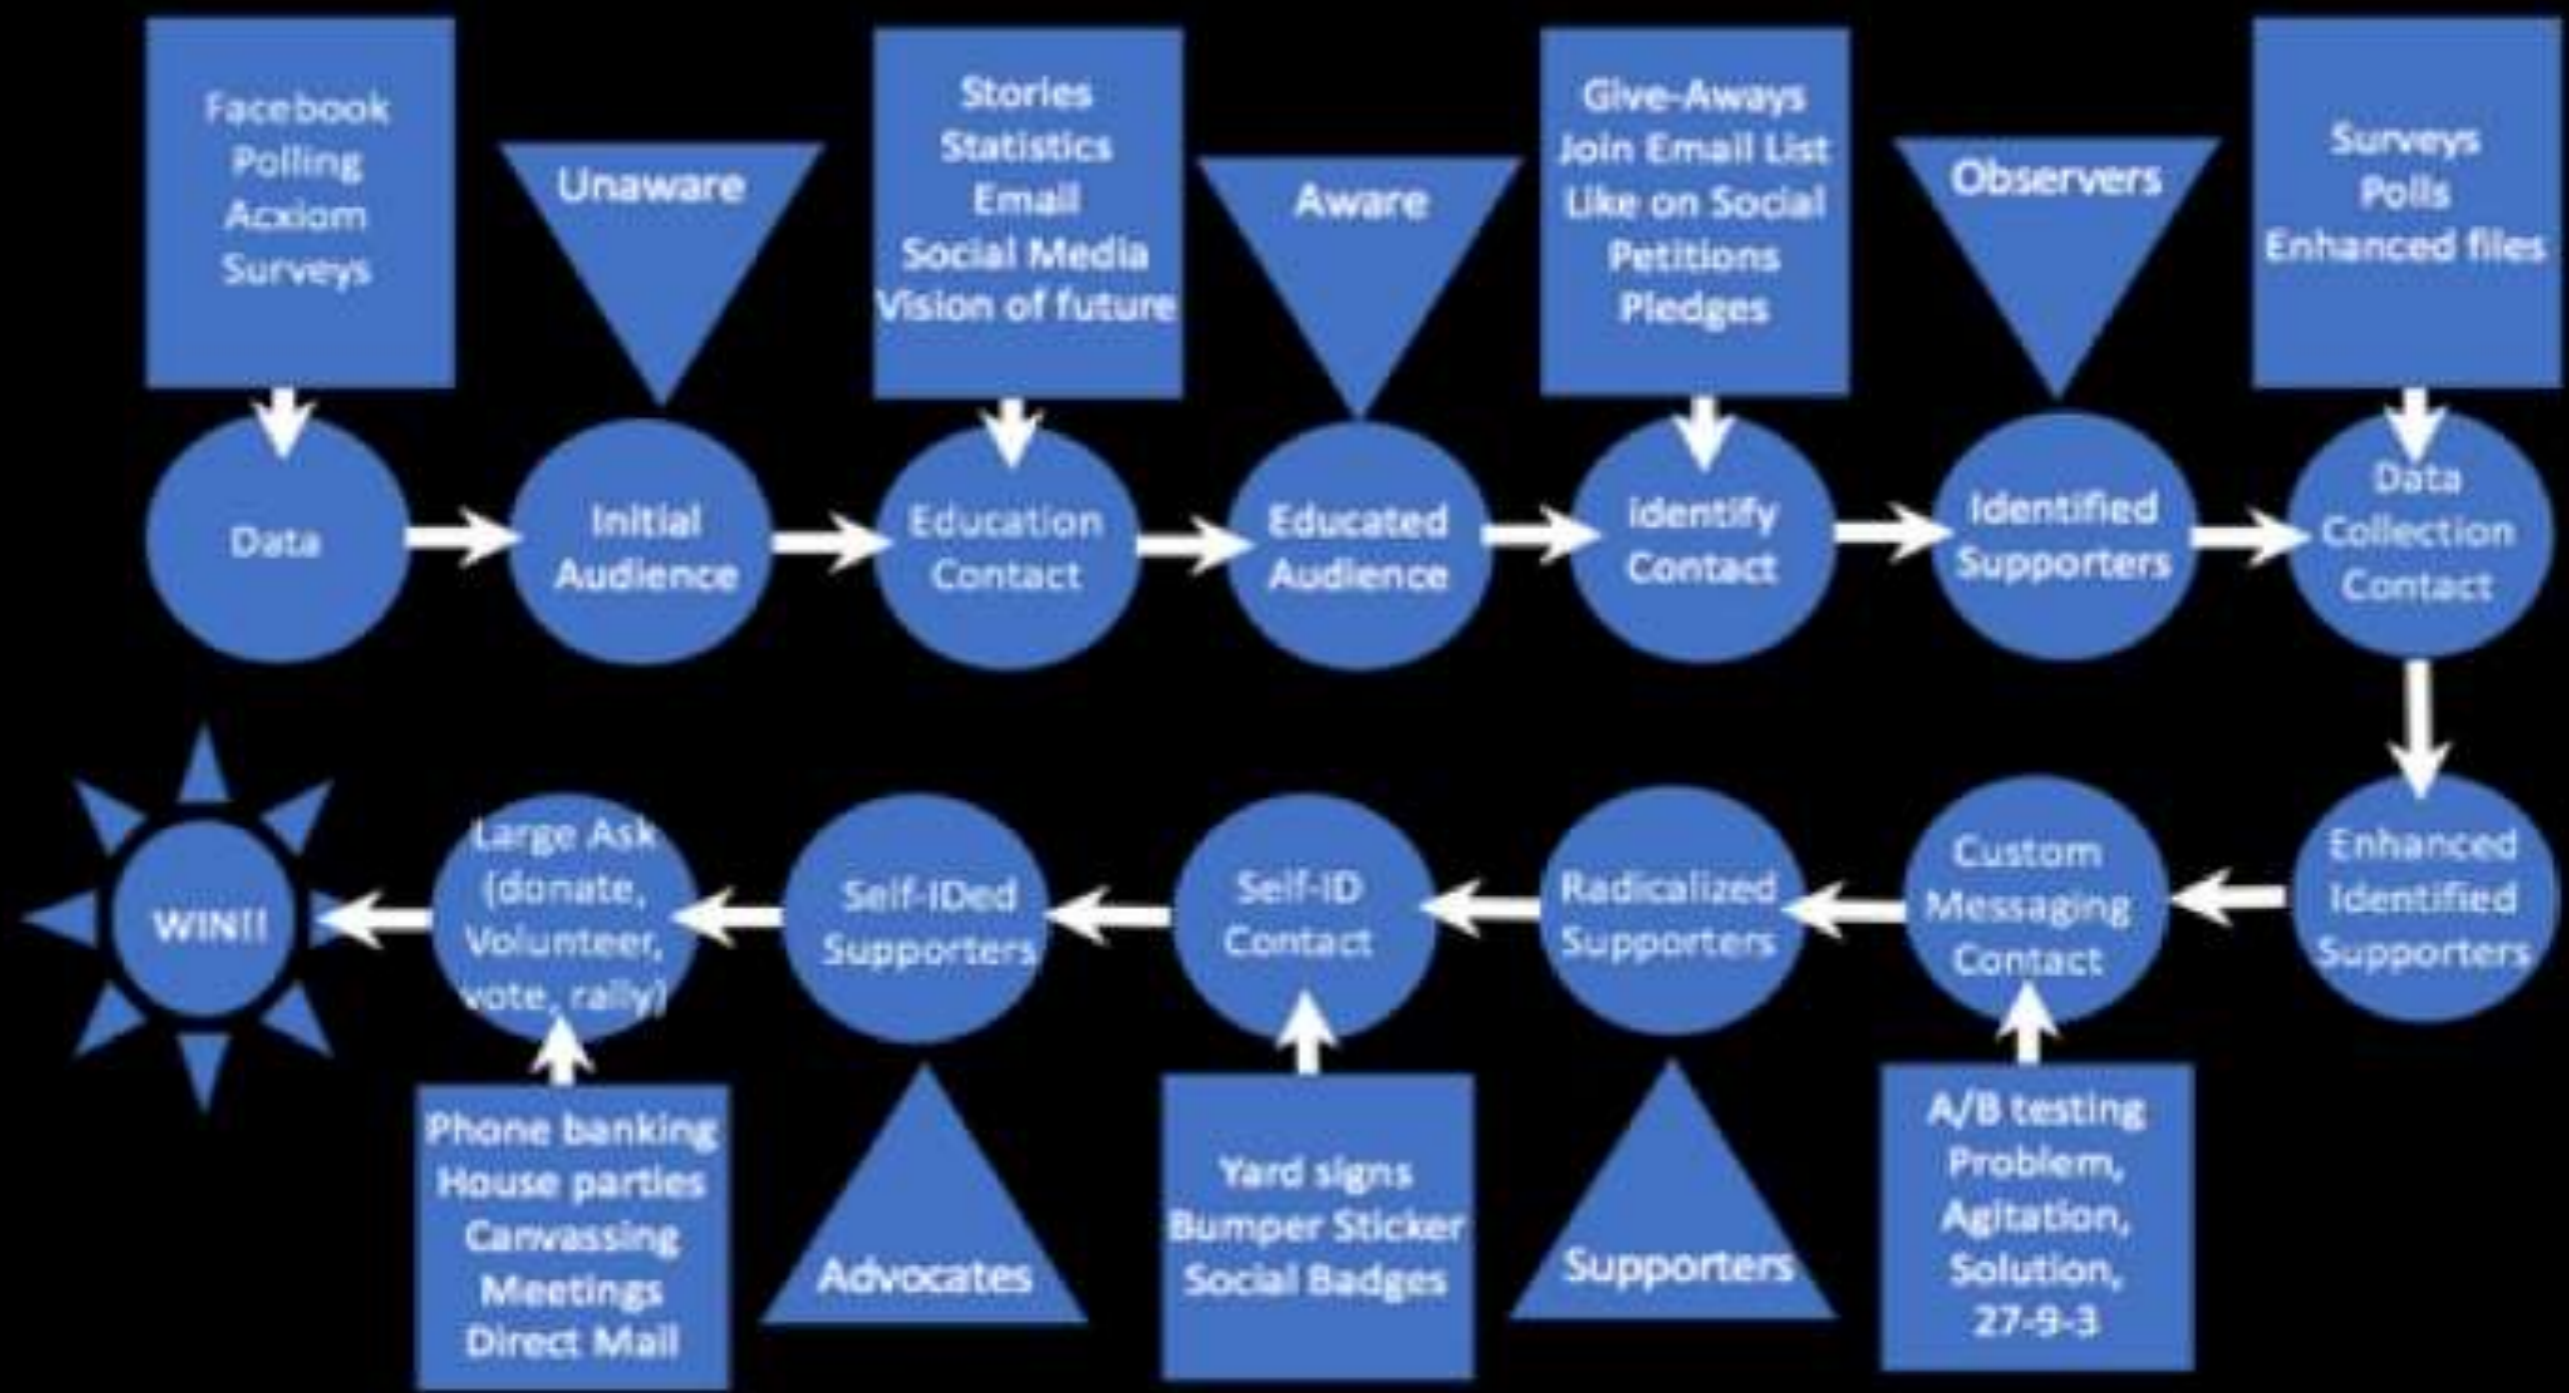 Facebook
Polling
Acxiom
Surveys
Unaware
Stories
Statistics
Email
Social Media
Vision of future
Aware
Give-Aways
Join Email List
Like on Social
Petitions
Pledges
Observers
Surveys
Polls
Enhanced files
Data
Initial
Audience
Education
Contact
Educated
Audience
identify
Contact
Identified
Supporters
Data
Collection
Contact
WIN!!
Large Ask
(donate,
Volunteer,
vote, rally)
Self-IDed
Supporters
Self-ID
Contact
Radicalized
Supporters
Custom
Messaging
Contact
Enhanced
Identified
Supporters
Phone banking
House parties
Canvassing
Meetings
Direct Mail
Advocates
Yard signs
Bumper Sticker
Social Badges
Supporters
A/B testing
Problem,
Agitation,
Solution,
27-9-3